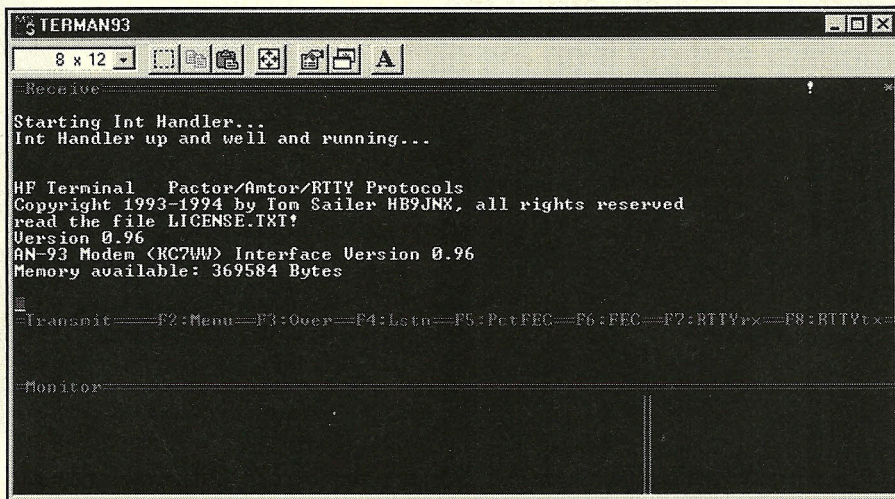 TERMAN93
8 x 12
A
Receive
! *
Starting Int Handler...
Int Handler up and well and running...
HF Terminal Pactor/Amtor/RTTY Protocols
Copyright 1993-1994 by Tom Sailer HB9JNX, all rights reserved
read the file LICENSE.TXT!
Version 0.96
AN-93 Modem (KC7WW) Interface Version 0.96
Memory available: 369584 Bytes
Transmit F2:Menu F3:Over F4:Lstn F5:PctFEC F6:FEC F7:RTTYrx F8:RTTYtx
Monitor